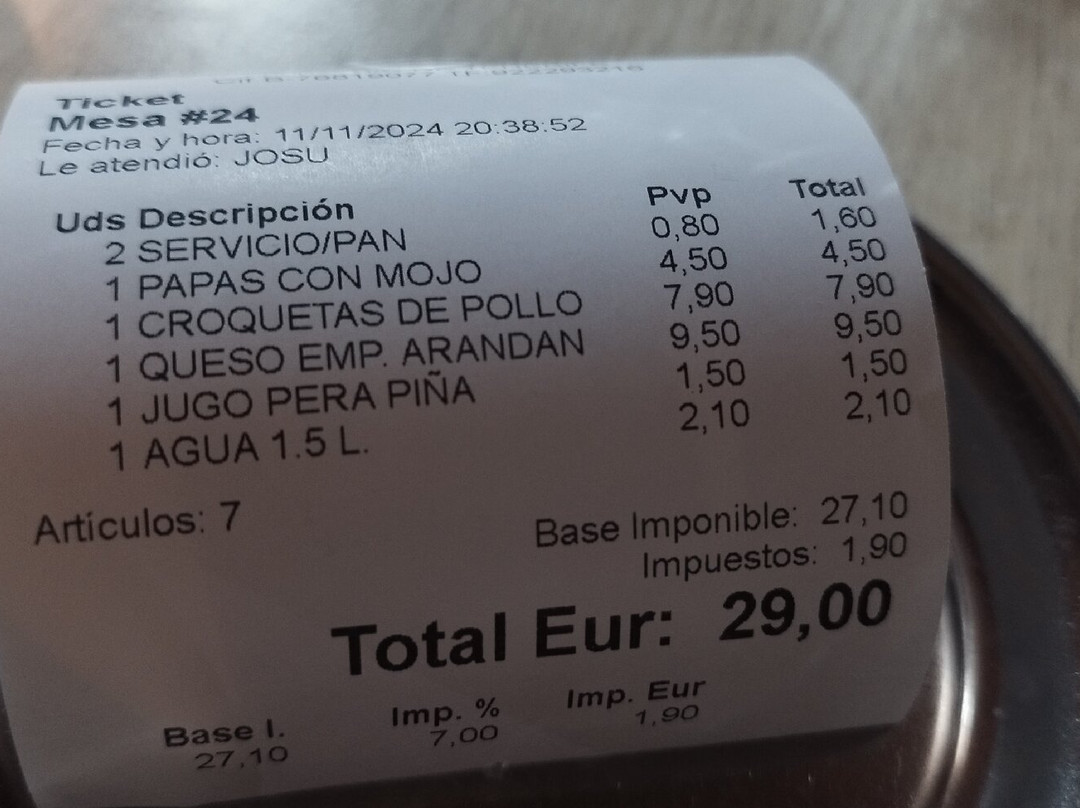 Ticket
Mesa #24
Fecha y hora: 11/11/2024 20:38:52
Le atendió: JOSU
Uds Descripción Pvp Total
2 SERVICIO/PAN 0,80 1,60
1 PAPAS CON MOJO 4,50 4,50
1 CROQUETAS DE POLLO 7,90 7,90
1 QUESO EMP. ARANDAN 9,50 9,50
1 JUGO PERA PIÑA 1,50 1,50
1 AGUA 1.5 L. 2,10 2,10
Artículos: 7
Base Imponible: 27,10
Impuestos: 1,90
Total Eur: 29,00
Base I. Imp. % Imp. Eur
27,10 7,00 1,90